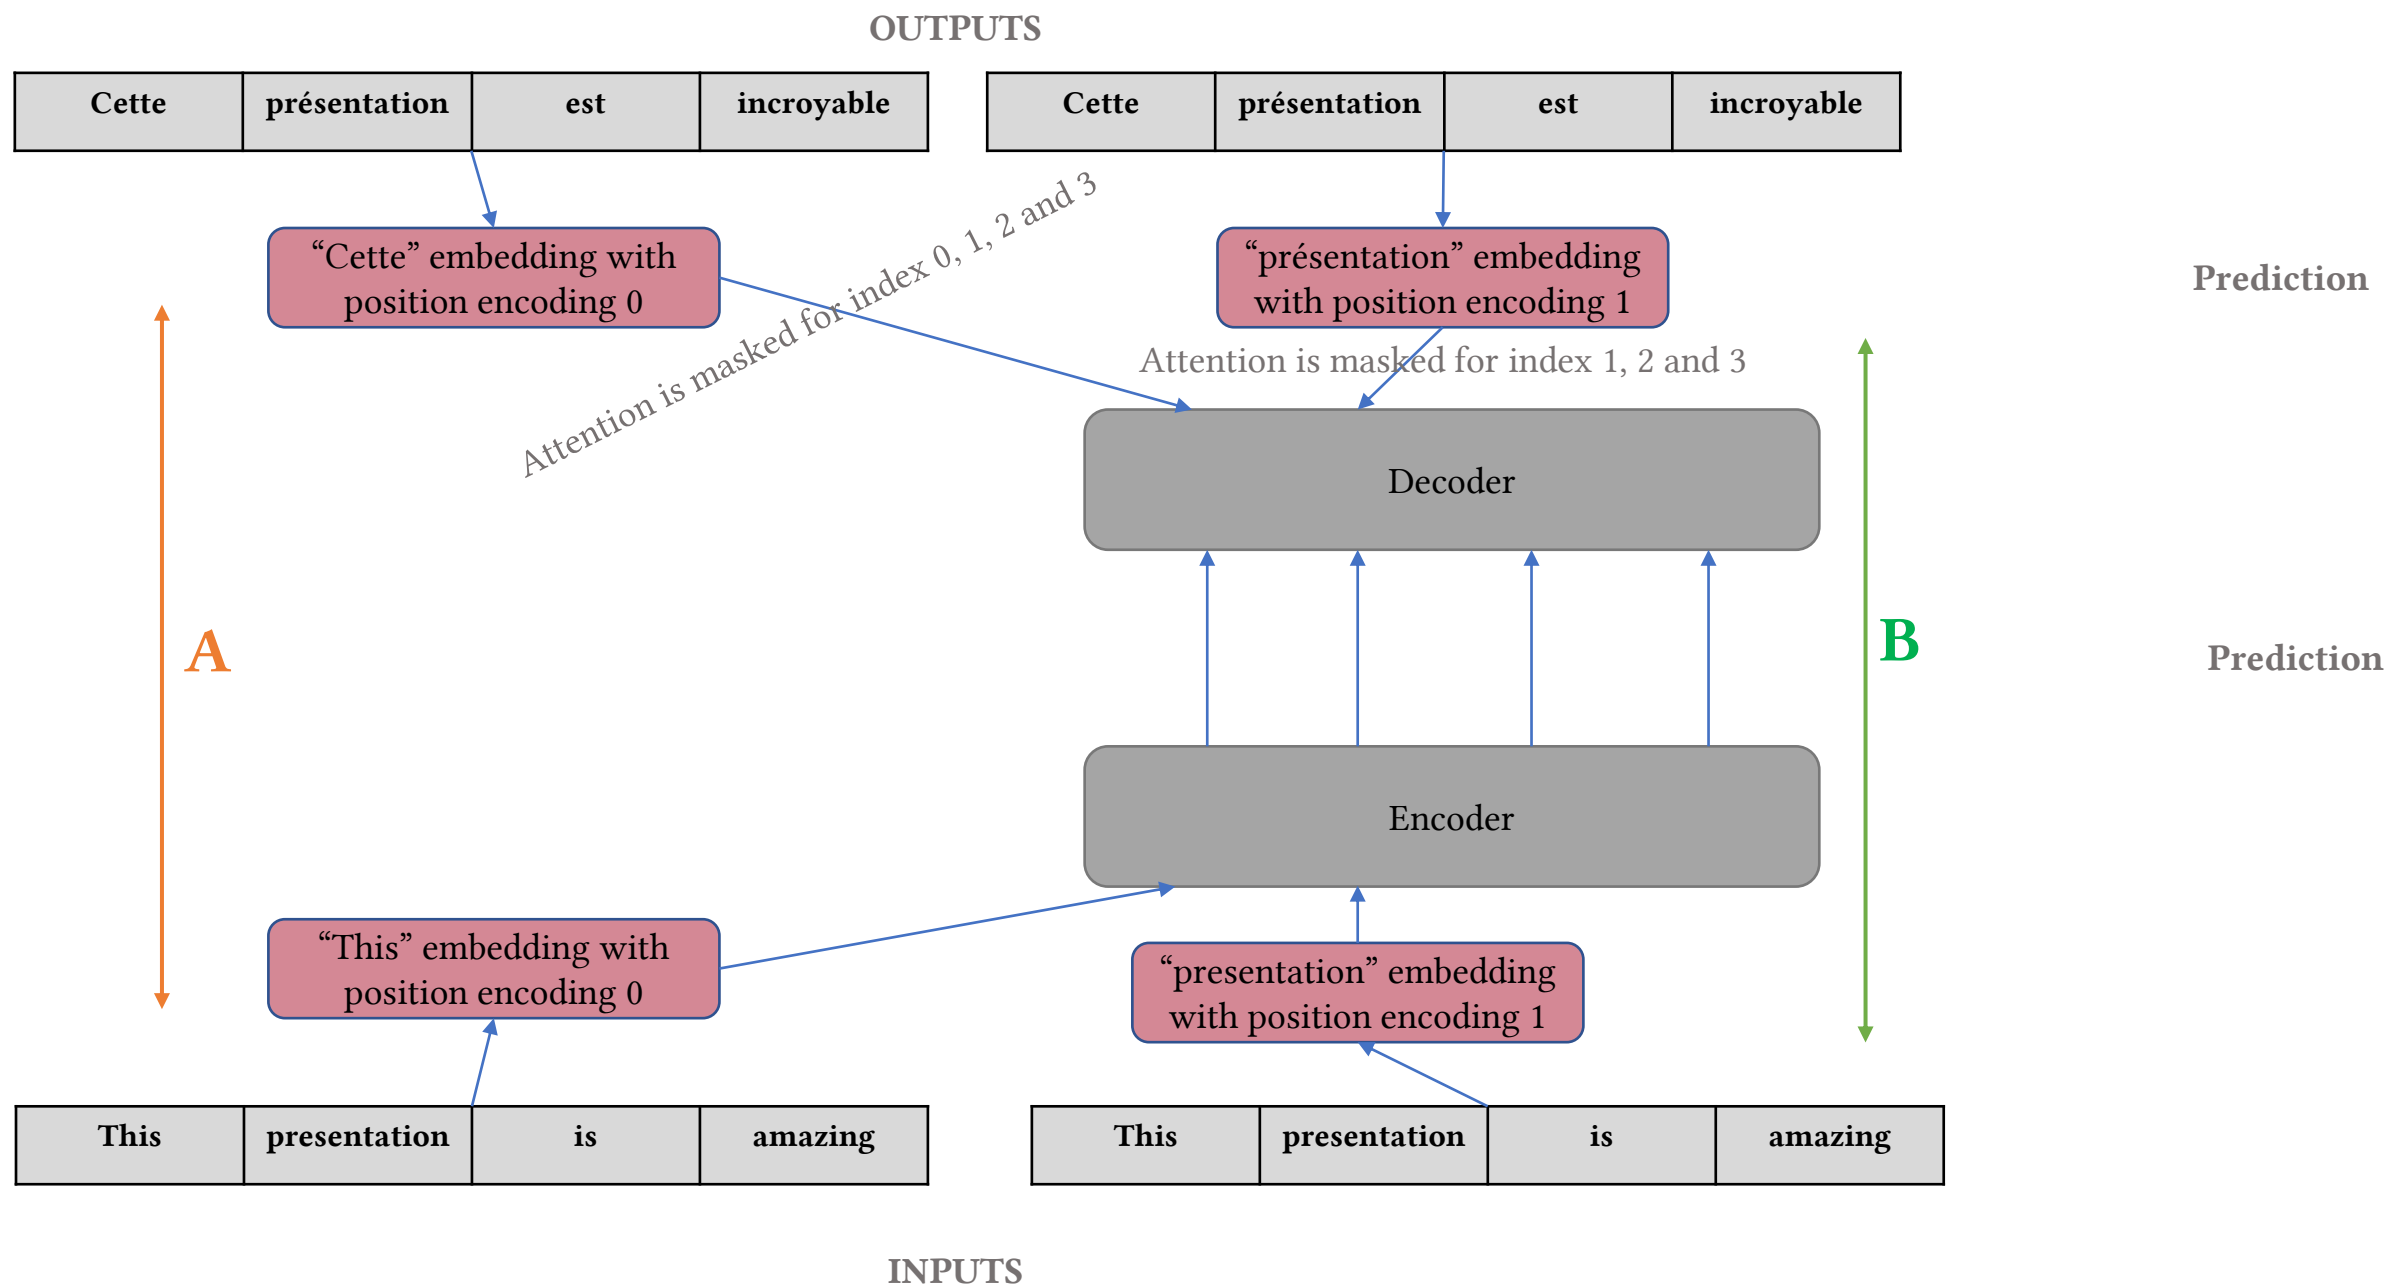 OUTPUTS
Cette présentation est incroyable
Cette présentation est incroyable
“Cette” embedding with
position encoding 0
“présentation” embedding
with position encoding 1
Prediction
Attention is masked for index 0, 1, 2 and 3
Attention is masked for index 1, 2 and 3
Decoder
A
B
Prediction
Encoder
“This” embedding with
position encoding 0
“presentation” embedding
with position encoding 1
This presentation is amazing
This presentation is amazing
INPUTS